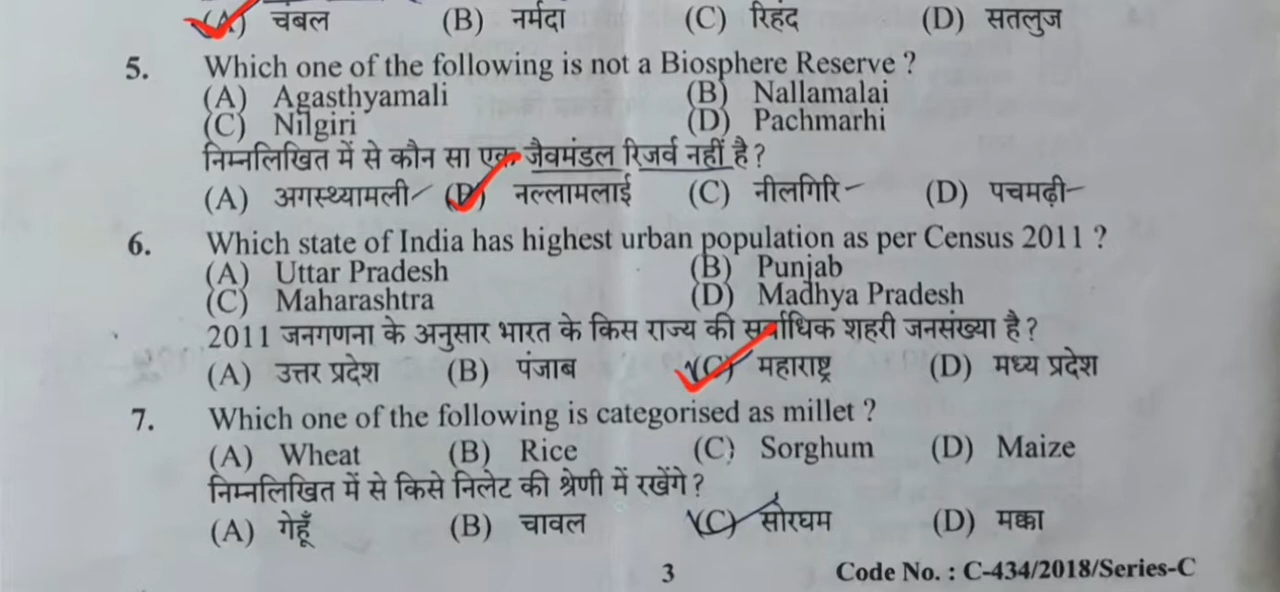 (A) चंबल (B) नर्मदा (C) रिहंद (D) सतलुज
5. Which one of the following is not a Biosphere Reserve ?
(A) Agasthyamali (B) Nallamalai
(C) Nilgiri (D) Pachmarhi
निम्नलिखित में से कौन सा एक जैवमंडल रिजर्व नहीं है ?
(A) अगस्थ्यामली (B) नल्लामलाई (C) नीलगिरि (D) पचमढ़ी
6. Which state of India has highest urban population as per Census 2011 ?
(A) Uttar Pradesh (B) Punjab
(C) Maharashtra (D) Madhya Pradesh
2011 जनगणना के अनुसार भारत के किस राज्य की सर्वाधिक शहरी जनसंख्या है ?
(A) उत्तर प्रदेश (B) पंजाब (C) महाराष्ट्र (D) मध्य प्रदेश
7. Which one of the following is categorised as millet ?
(A) Wheat (B) Rice (C) Sorghum (D) Maize
निम्नलिखित में से किसे निलेट की श्रेणी में रखेंगे ?
(A) गेहूँ (B) चावल (C) सोरघम (D) मक्का
3 Code No. : C-434/2018/Series-C